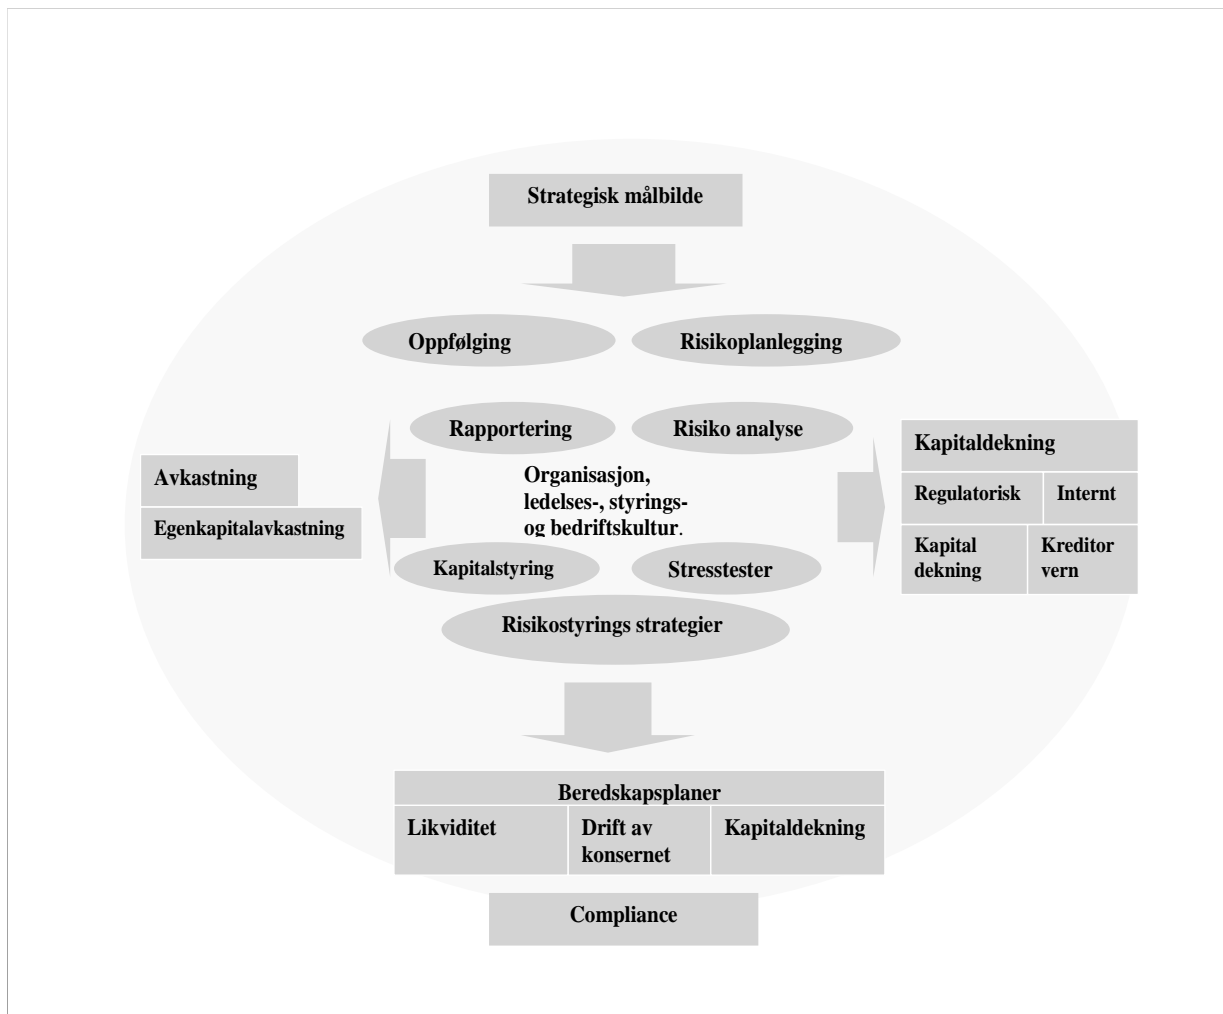 Strategisk målbilde
Oppfølging
Risikoplanlegging
Rapportering
Risiko analyse
Avkastning
Egenkapitalavkastning
Organisasjon,
ledelses-, styrings-
og bedriftskultur.
Kapitaldekning
Regulatorisk
Internt
Kapital
dekning
Kreditor
vern
Kapitalstyring
Stresstester
Risikostyrings strategier
Beredskapsplaner
Likviditet
Drift av
konsernet
Kapitaldekning
Compliance